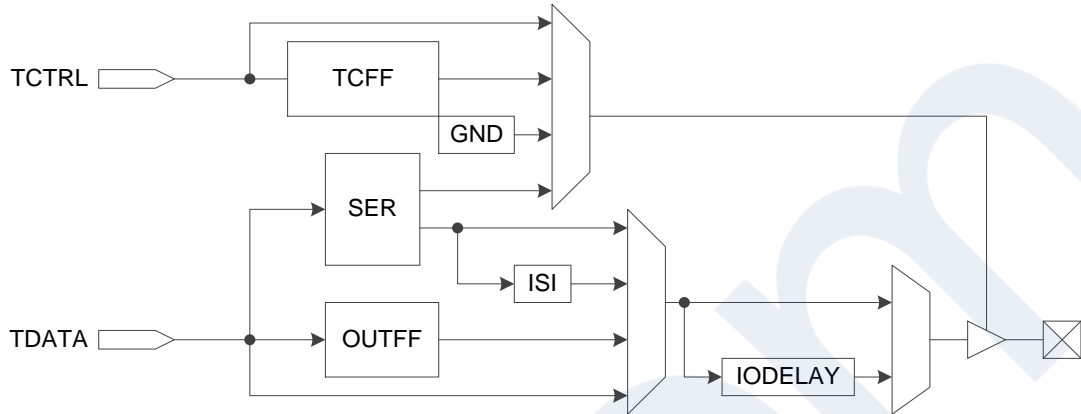 TCTRL
TCFF
GND
SER
ISI
TDATA
OUTFF
IODELAY